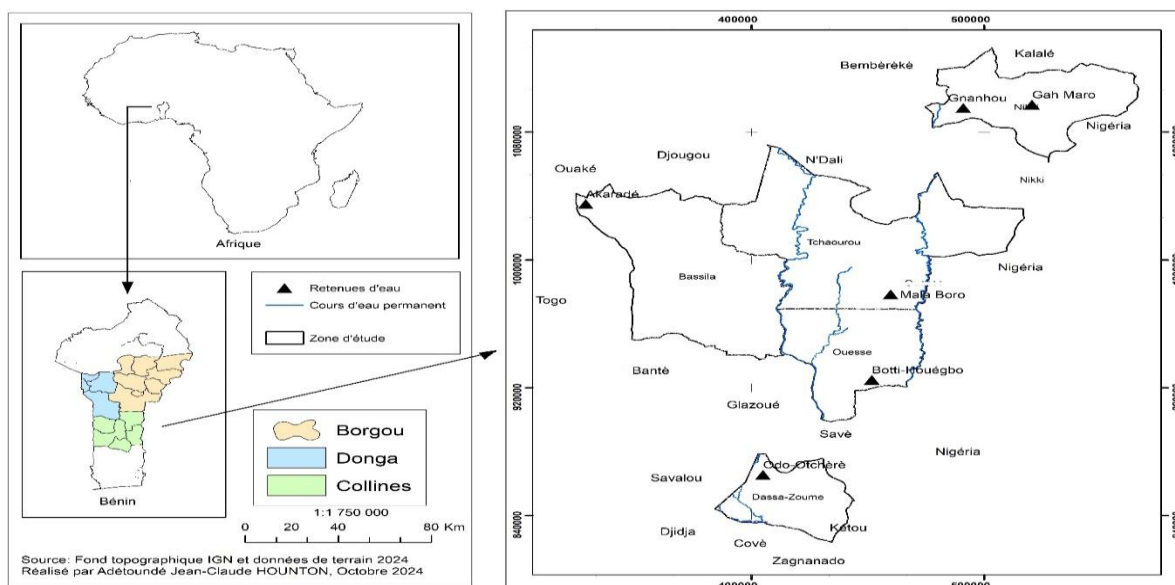 Afrique
Retenues d'eau
Cours d'eau permanent
Zone d'étude
Borgou
Donga
Collines
Bénin
1:1 750 000
0 20 40 80 Km
Source: Fond topographique IGN et données de terrain 2024
Réalisé par Adétoundé Jean-Claude HOUNTON, Octobre 2024
400000 500000
Kalalé
Bembèrèkè
Gnanhou
Gah Maro
Nigéria
1080000
Djougou
N'Dali
Ouaké
Nikki
Akaradé
Tchaourou
1000000
Nigéria
Bassila
Togo
Mala Boro
Ouesse
Bantè
Botti-Kouégbo
920000
Glazoué
Savè
Nigéria
Odo-Otchèrè
Savalou
Dassa-Zoume
840000
Djidja
Kétou
Covè
Zagnanado
400000 500000